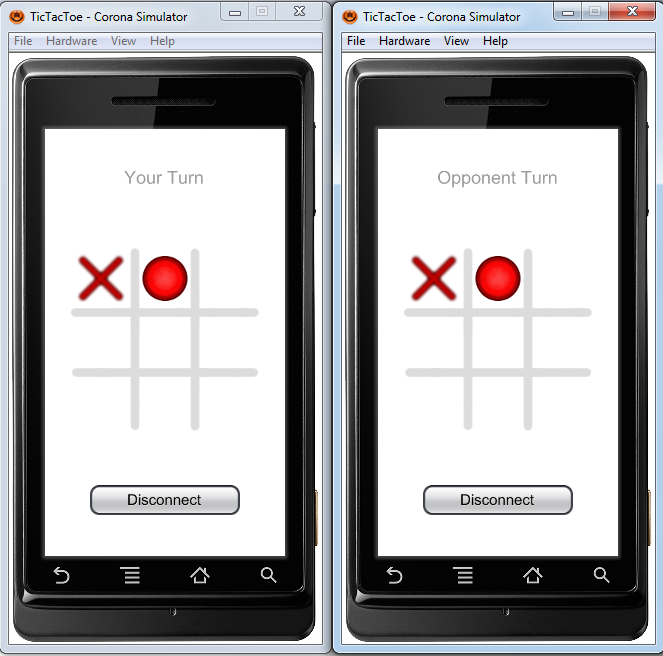 TicTacToe - Corona Simulator
File Hardware View Help
Your Turn
Disconnect
TicTacToe - Corona Simulator
File Hardware View Help
Opponent Turn
Disconnect